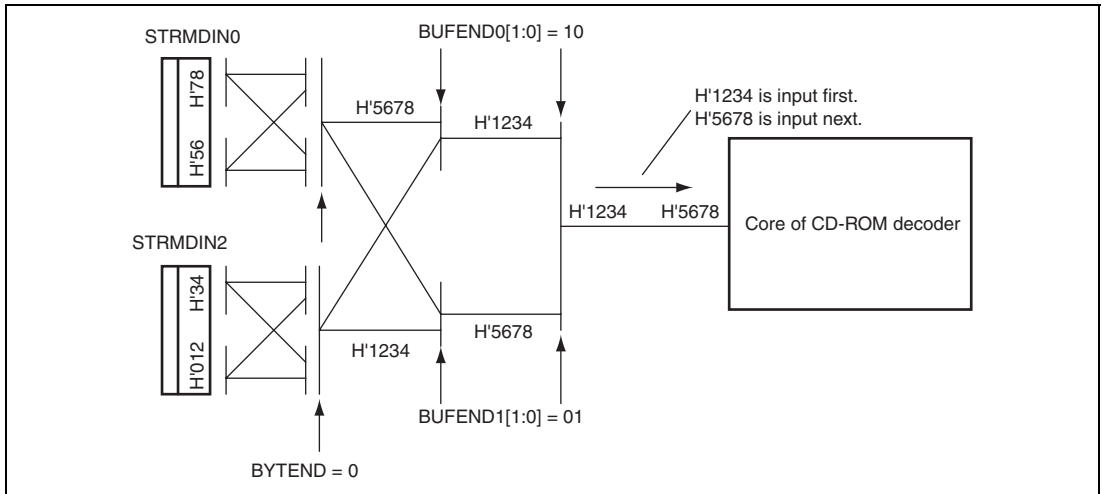 STRMDIN0
BUFEND0[1:0] = 10
H'78
H'56
H'5678
H'1234
H'1234 is input first.
H'5678 is input next.
H'1234
H'5678
Core of CD-ROM decoder
STRMDIN2
H'34
H'012
H'1234
H'5678
BUFEND1[1:0] = 01
BYTEND = 0